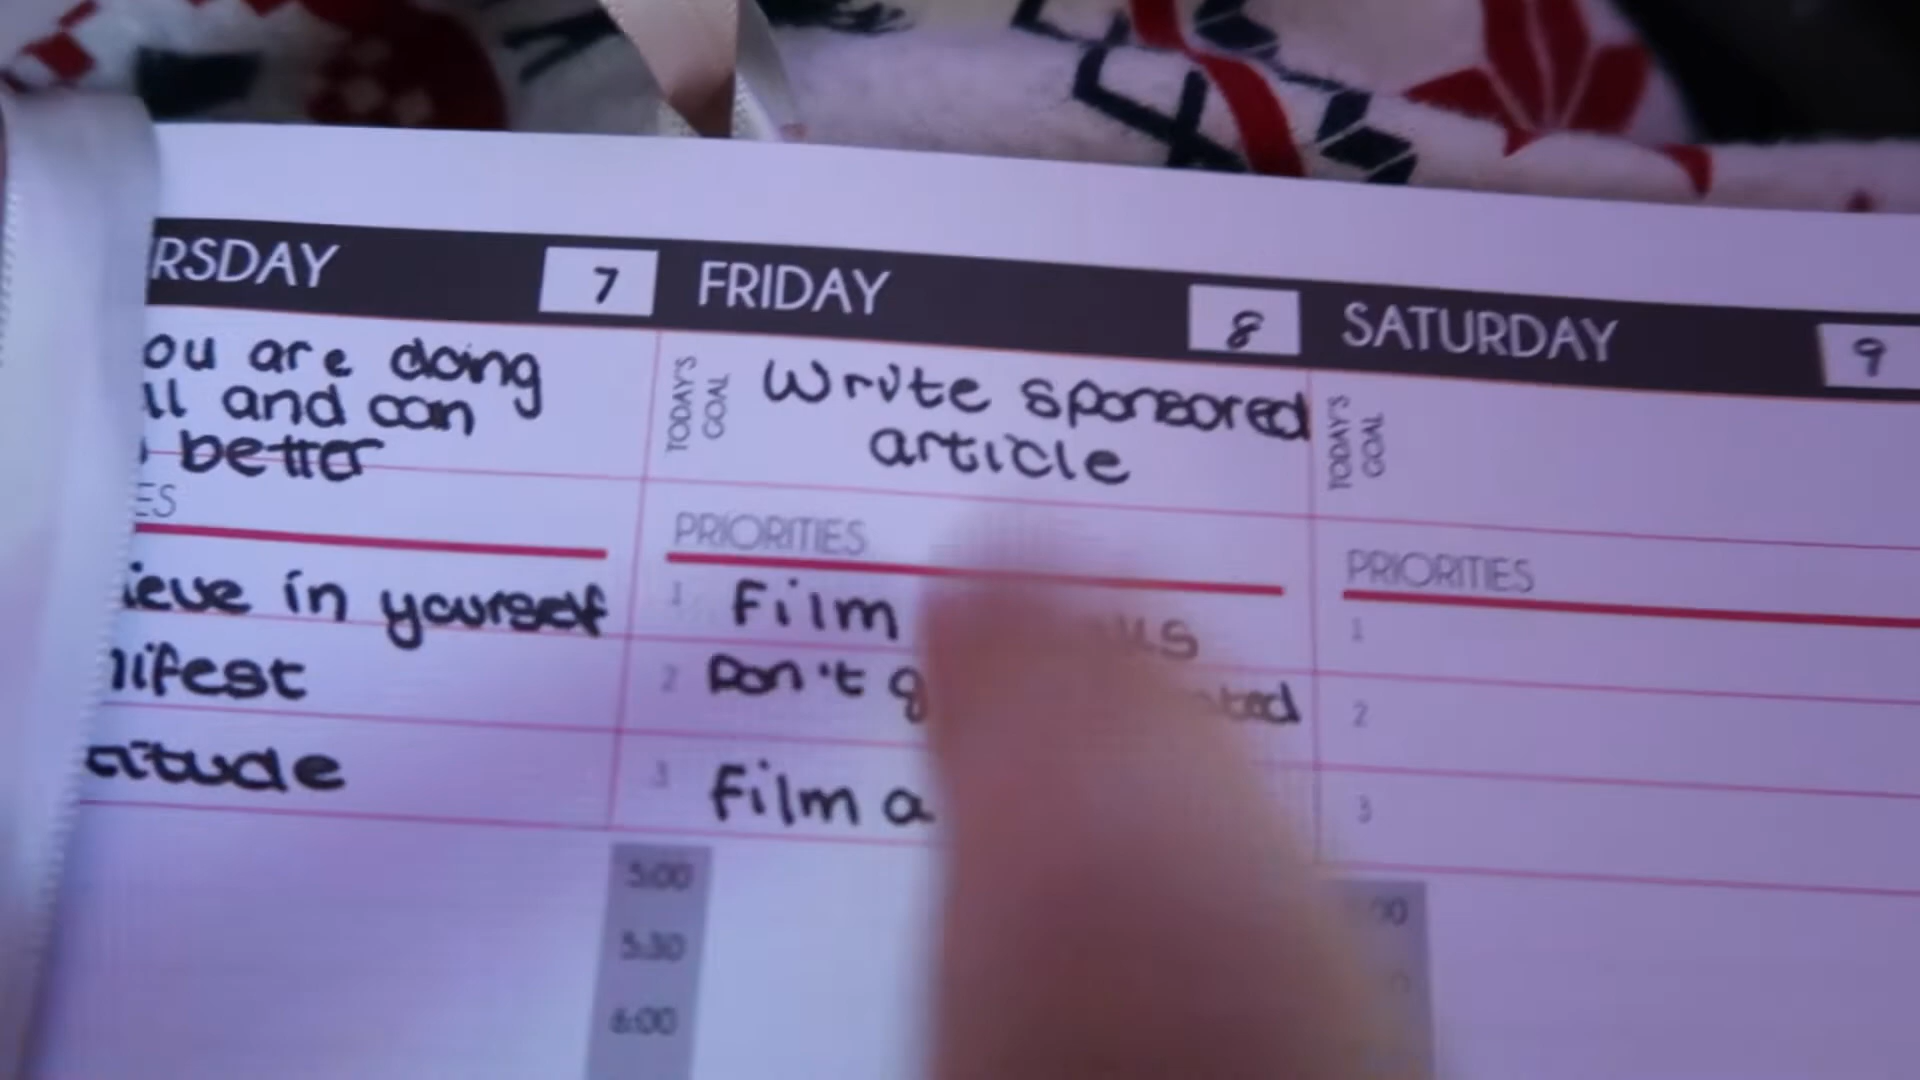 RSDAY 7
ou are doing
ll and can
better
ES
ieve in yourself
nifest
titude
FRIDAY 8
TODAY'S
GOAL
Write sponsored
article
PRIORITIES
1 Film
2 Don't g
3 Film a
5:00
5:30
6:00
SATURDAY 9
TODAY'S
GOAL
PRIORITIES
1
2
3